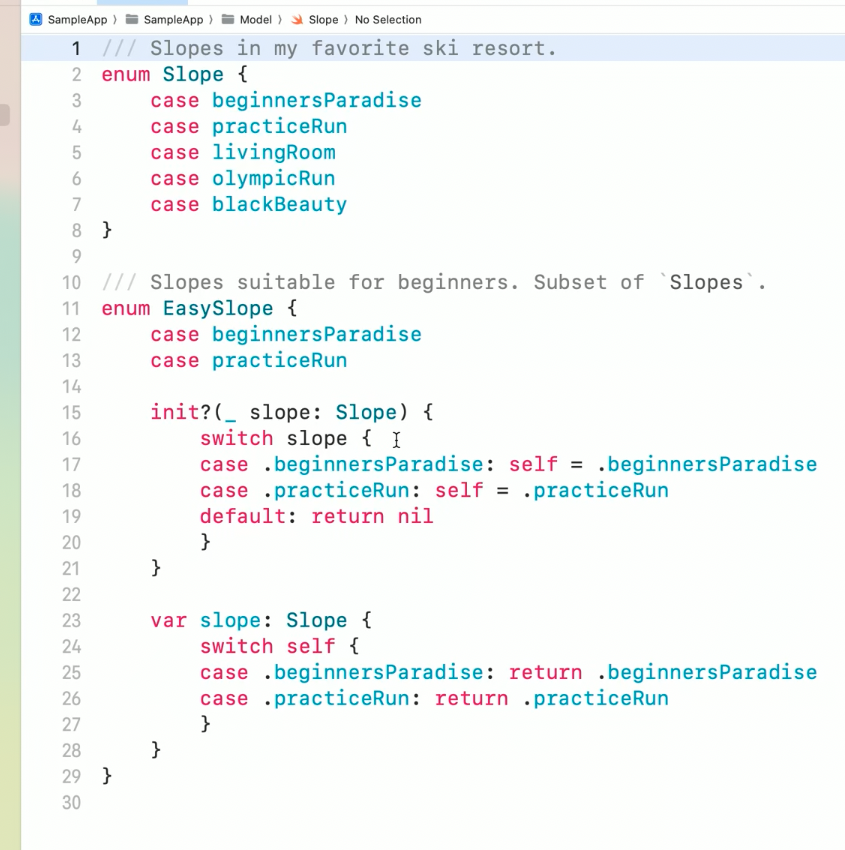 SampleApp 〉 SampleApp 〉 Model 〉 Slope 〉 No Selection
1 /// Slopes in my favorite ski resort.
2 enum Slope {
3     case beginnersParadise
4     case practiceRun
5     case livingRoom
6     case olympicRun
7     case blackBeauty
8 }
9
10 /// Slopes suitable for beginners. Subset of `Slopes`.
11 enum EasySlope {
12     case beginnersParadise
13     case practiceRun
14
15     init?(_ slope: Slope) {
16         switch slope {
17         case .beginnersParadise: self = .beginnersParadise
18         case .practiceRun: self = .practiceRun
19         default: return nil
20         }
21     }
22
23     var slope: Slope {
24         switch self {
25         case .beginnersParadise: return .beginnersParadise
26         case .practiceRun: return .practiceRun
27         }
28     }
29 }
30